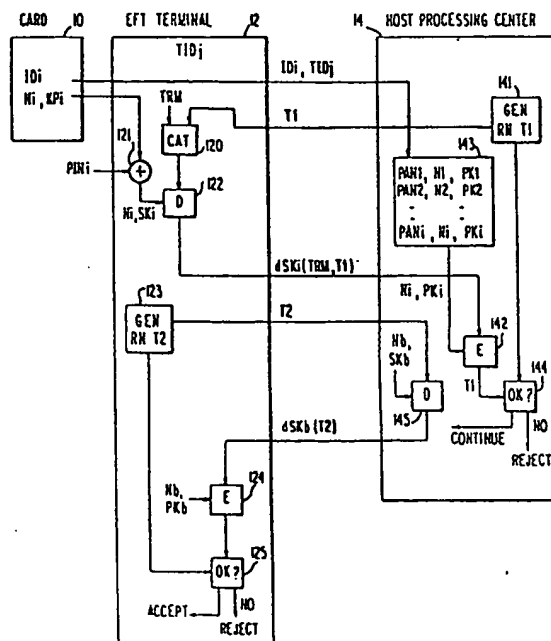 CARD
10
EFT TERMINAL
12
14
HOST PROCESSING CENTER
TIDj
IDi
Ni, KPi
IDi, TIDj
TRM
T1
141
GEN
RN T1
CAT
120
121
+
PINi
122
D
Ni, SKi
143
PAN1, N1, PK1
PAN2, N2, PK2
PANi, Ni, PKi
dSKi(TRM, T1)
Ni, PKi
123
GEN
RN T2
T2
142
E
Nb,
SKb
T1
144
D
145
OK?
CONTINUE
NO
REJECT
dSKb(T2)
Nb,
PKb
124
E
125
OK?
ACCEPT
NO
REJECT